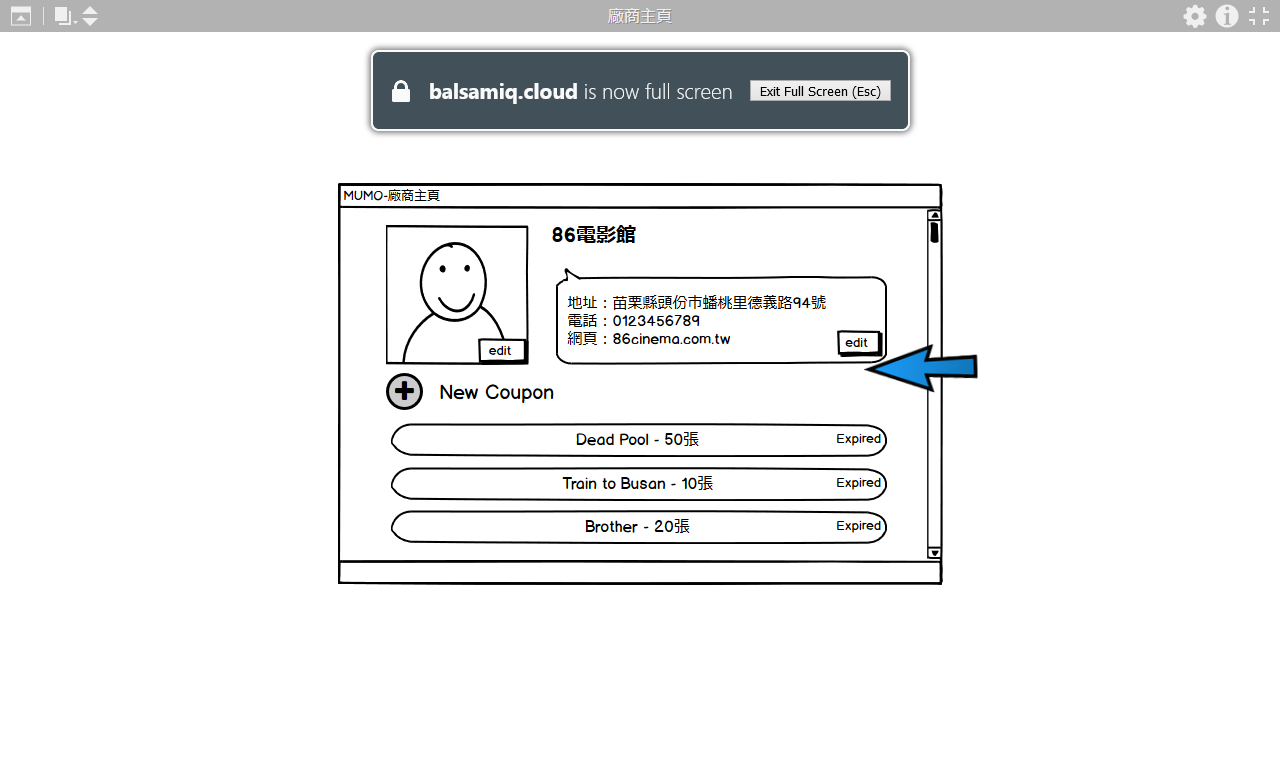 廠商主頁
balsamiq.cloud is now full screen
Exit Full Screen (Esc)
MUMO-廠商主頁
86電影館
地址：苗栗縣頭份市蟠桃里德義路94號
電話：0123456789
網頁：86cinema.com.tw
edit
edit
New Coupon
Dead Pool - 50張
Expired
Train to Busan - 10張
Expired
Brother - 20張
Expired